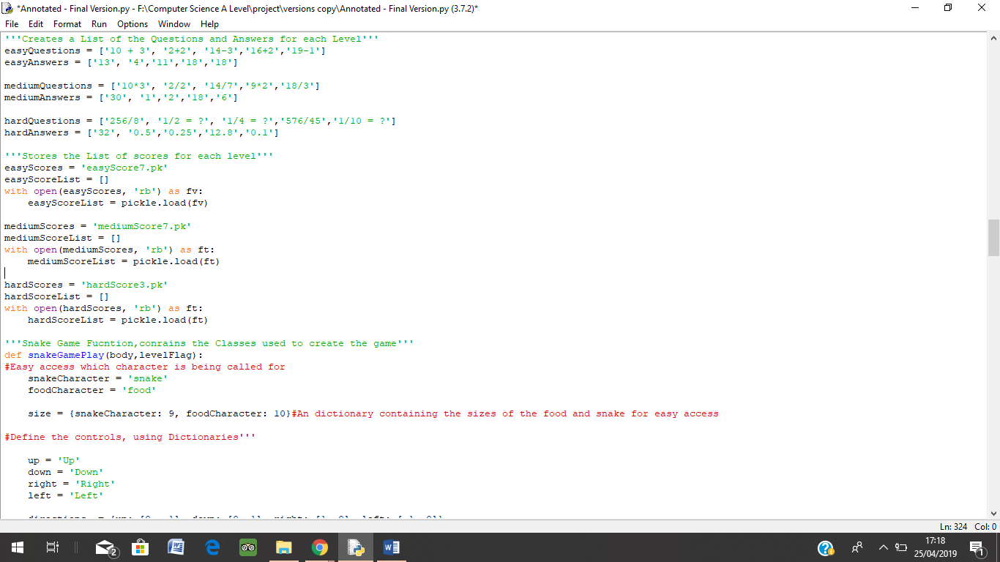 *Annotated - Final Version.py - F:\Computer Science A Level\project\versions copy\Annotated - Final Version.py (3.7.2)*
File Edit Format Run Options Window Help
'''Creates a List of the Questions and Answers for each Level'''
easyQuestions = ['10 + 3', '2+2', '14-3','16+2','19-1']
easyAnswers = ['13', '4','11','18','18']
mediumQuestions = ['10*3', '2/2', '14/7','9*2','18/3']
mediumAnswers = ['30', '1','2','18','6']
hardQuestions = ['256/8', '1/2 = ?', '1/4 = ?','576/45','1/10 = ?']
hardAnswers = ['32', '0.5','0.25','12.8','0.1']
'''Stores the List of scores for each level'''
easyScores = 'easyScore7.pk'
easyScoreList = []
with open(easyScores, 'rb') as fv:
    easyScoreList = pickle.load(fv)
mediumScores = 'mediumScore7.pk'
mediumScoreList = []
with open(mediumScores, 'rb') as ft:
    mediumScoreList = pickle.load(ft)
hardScores = 'hardScore3.pk'
hardScoreList = []
with open(hardScores, 'rb') as ft:
    hardScoreList = pickle.load(ft)
'''Snake Game Fucntion,conrains the Classes used to create the game'''
def snakeGamePlay(body,levelFlag):
#Easy access which character is being called for
    snakeCharacter = 'snake'
    foodCharacter = 'food'
    size = {snakeCharacter: 9, foodCharacter: 10}#An dictionary containing the sizes of the food and snake for easy access
#Define the controls, using Dictionaries'''
    up = 'Up'
    down = 'Down'
    right = 'Right'
    left = 'Left'
Ln: 324 Col: 0
2
17:18
25/04/2019
1